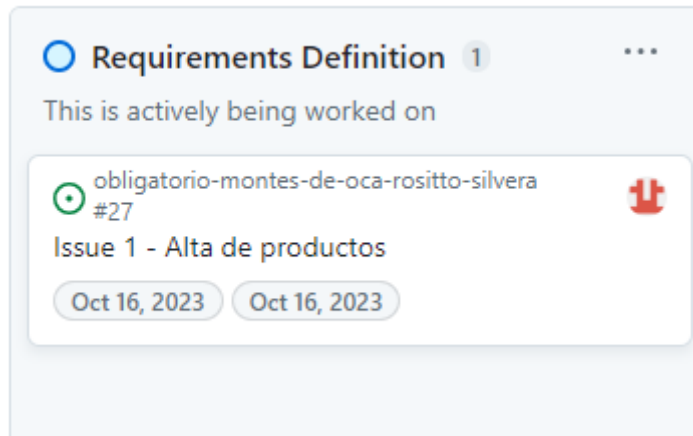 Requirements Definition 1
This is actively being worked on
obligatorio-montes-de-oca-rositto-silvera
#27
Issue 1 - Alta de productos
Oct 16, 2023 Oct 16, 2023